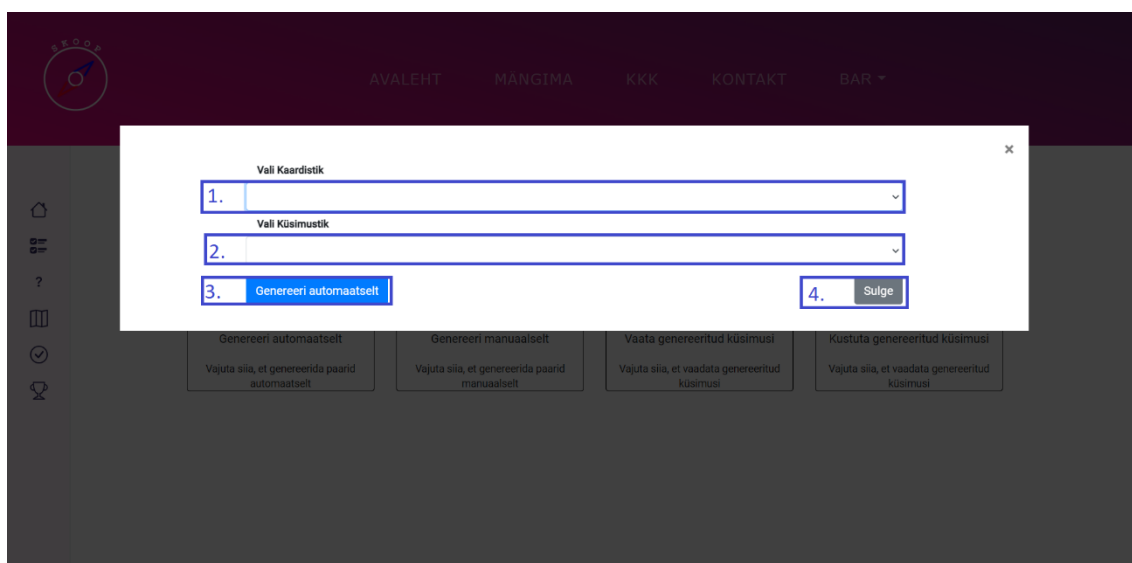 SKOOP
AVALEHT MÄNGIMA KKK KONTAKT BAR
×
Vali Kaardistik
1.
Vali Küsimustik
2.
3. Genereeri automaatselt
4. Sulge
?
Genereeri automaatselt
Vajuta siia, et genereerida paarid
automaatselt
Genereeri manuaalselt
Vajuta siia, et genereerida paarid
manuaalselt
Vaata genereeritud küsimusi
Vajuta siia, et vaadata genereeritud
küsimusi
Kustuta genereeritud küsimusi
Vajuta siia, et vaadata genereeritud
küsimusi